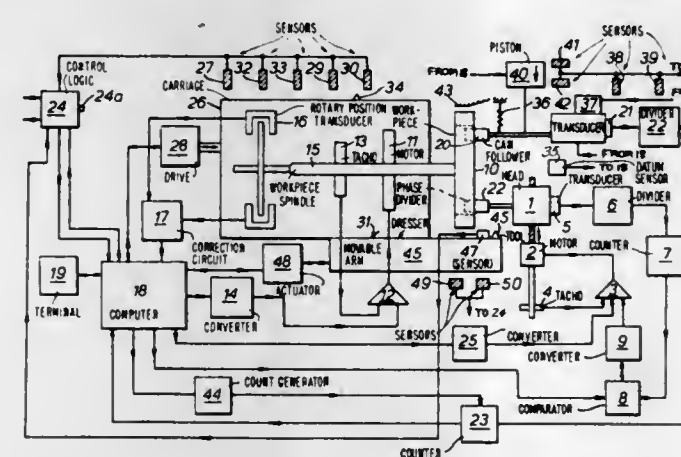 SENSORS
SENSORS
CONTROL LOGIC
24
24a
27
32
33
29
30
34
CARRIAGE
26
ROTARY POSITION TRANSDUCER
16
13
TACHO
11
MOTOR
WORK-PIECE
PISTON
40
FROM 18
41
42
38
39
43
36
37
TRANSDUCER
21
DIVIDER
22
20
CAM FOLLOWER
FROM 18
TO 18
35
DATUM SENSOR
28
DRIVE
15
WORKPIECE SPINDLE
10
HEAD
1
TRANSDUCER
5
6
DIVIDER
PHASE DIVIDER
22
17
CORRECTION CIRCUIT
31
DRESSER
MOVABLE ARM
45
45
TOOL
47
(SENSOR)
2
MOTOR
COUNTER
7
19
TERMINAL
18
COMPUTER
48
ACTUATOR
14
CONVERTER
12
49
50
SENSORS
TO 24
4
TACHO
3
25
CONVERTER
9
CONVERTER
8
COMPARATOR
44
COUNT GENERATOR
23
COUNTER